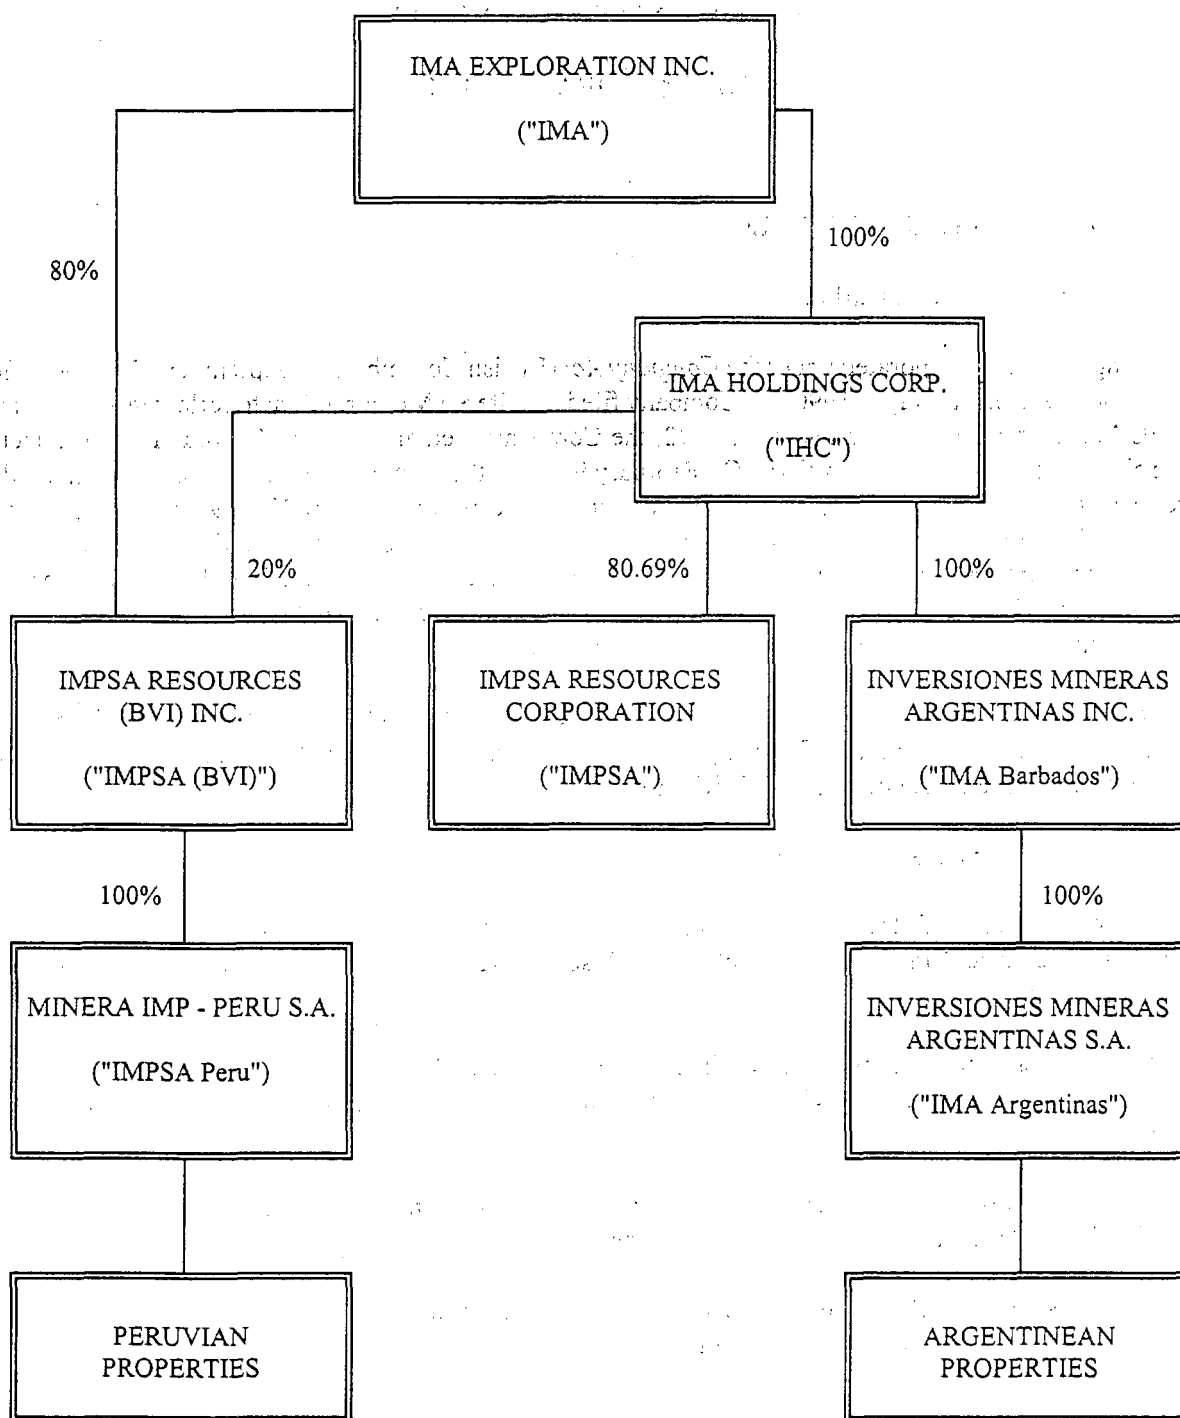 IMA EXPLORATION INC.
("IMA")
100%
80%
IMA HOLDINGS CORP.
("IHC")
20%
80.69%
100%
IMPSA RESOURCES
(BVI) INC.
("IMPSA (BVI)")
IMPSA RESOURCES
CORPORATION
("IMPSA")
INVERSIONES MINERAS
ARGENTINAS INC.
("IMA Barbados")
100%
100%
MINERA IMP - PERU S.A.
("IMPSA Peru")
INVERSIONES MINERAS
ARGENTINAS S.A.
("IMA Argentinas")
PERUVIAN
PROPERTIES
ARGENTINEAN
PROPERTIES